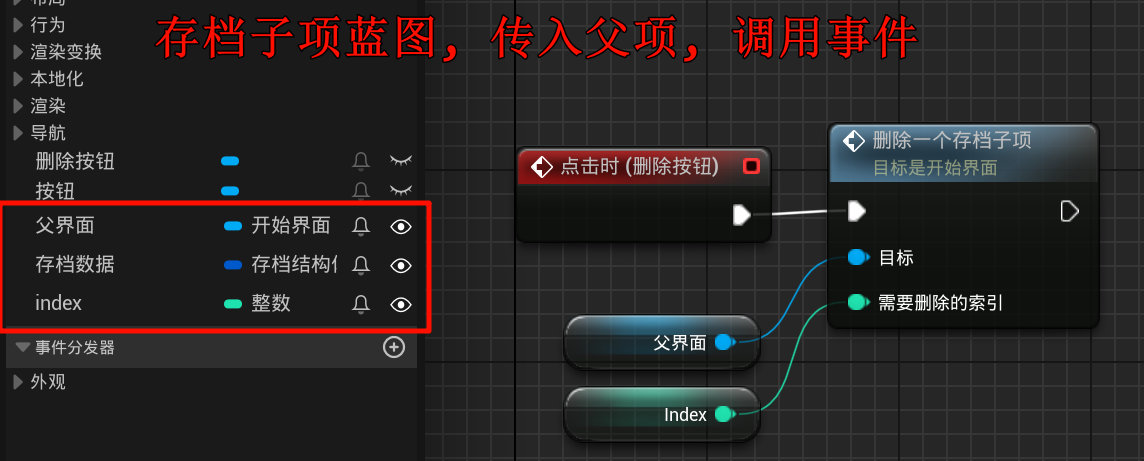 布局
行为
渲染变换
本地化
渲染
导航
删除按钮
按钮
父界面 开始界面
存档数据 存档结构
index 整数
事件分发器
外观
存档子项蓝图，传入父项，调用事件
点击时 (删除按钮)
删除一个存档子项
目标是开始界面
目标
需要删除的索引
父界面
Index